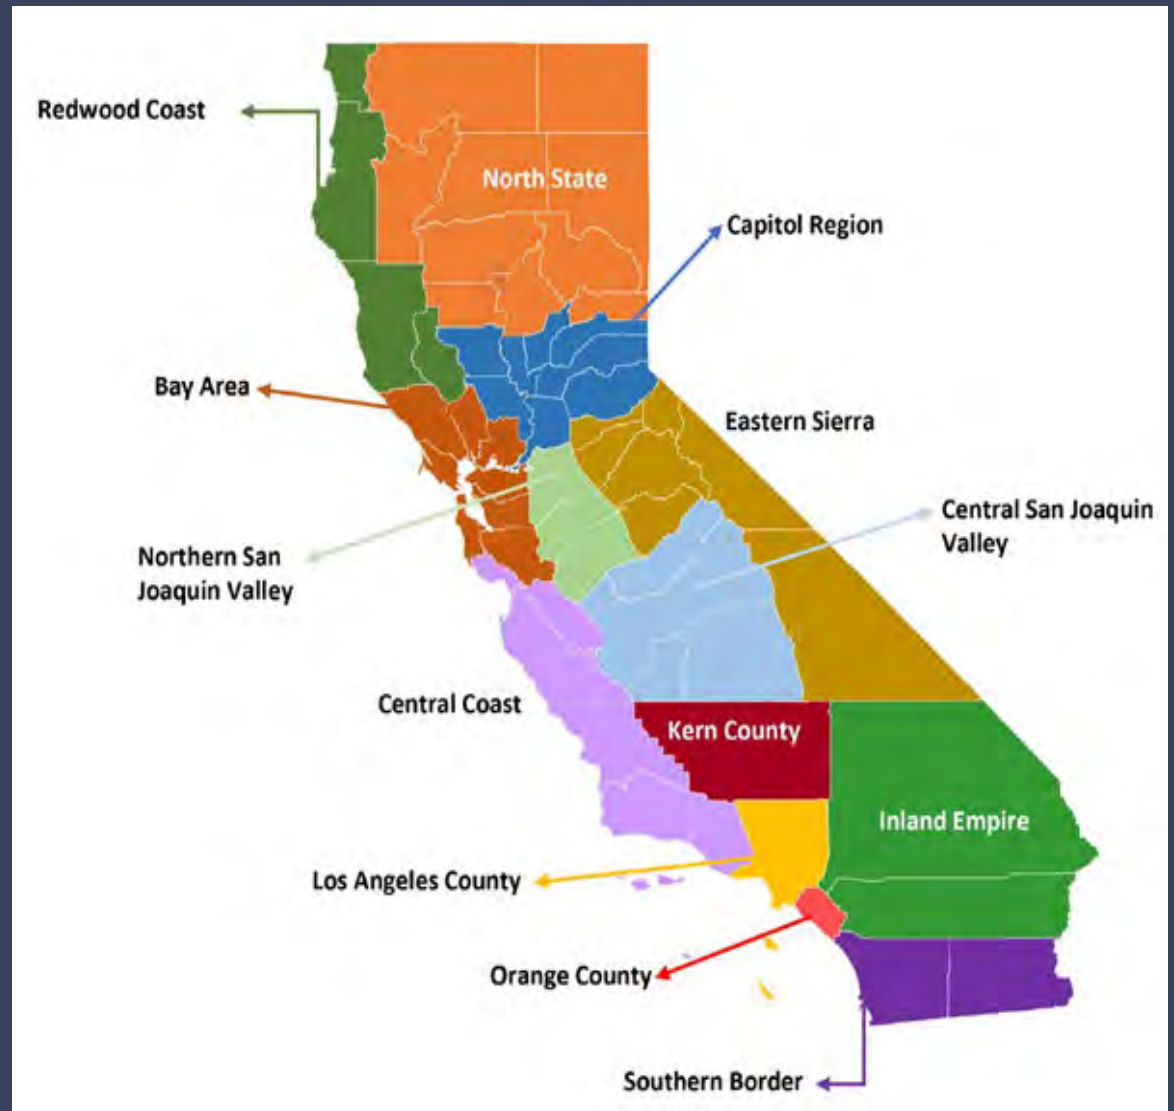 Redwood Coast
North State
Capitol Region
Bay Area
Eastern Sierra
Central San Joaquin
Valley
Northern San
Joaquin Valley
Central Coast
Kern County
Inland Empire
Los Angeles County
Orange County
Southern Border